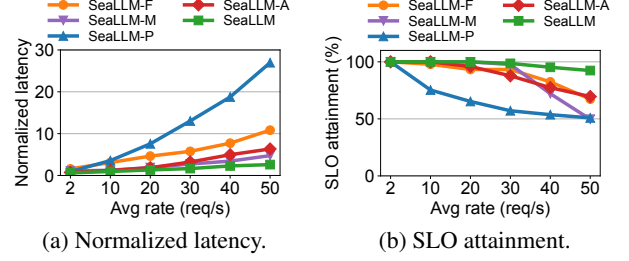 SeaLLM-F SeaLLM-A
SeaLLM-M SeaLLM
SeaLLM-P
Normalized latency
30
20
10
0
2 10 20 30 40 50
Avg rate (req/s)
(a) Normalized latency.
SeaLLM-F SeaLLM-A
SeaLLM-M SeaLLM
SeaLLM-P
SLO attainment (%)
100
50
0
2 10 20 30 40 50
Avg rate (req/s)
(b) SLO attainment.